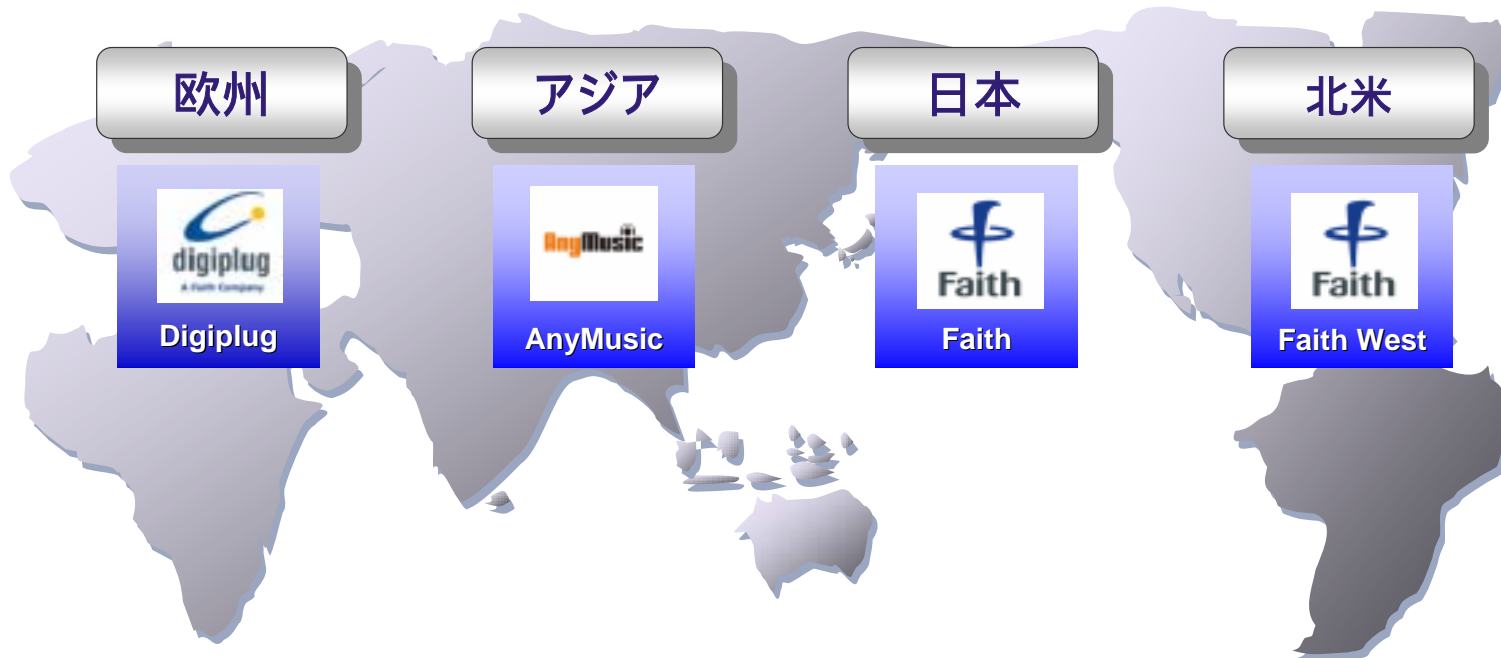 欧州
アジア
日本
北米
digiplug
A Faith Company
Digiplug
AnyMusic
AnyMusic
Faith
Faith
Faith
Faith West